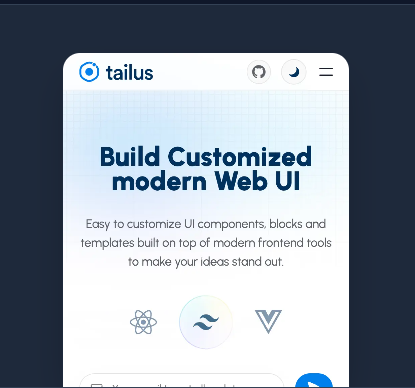 tailus
Build Customized
modern Web UI
Easy to customize UI components, blocks and
templates built on top of modern frontend tools
to make your ideas stand out.